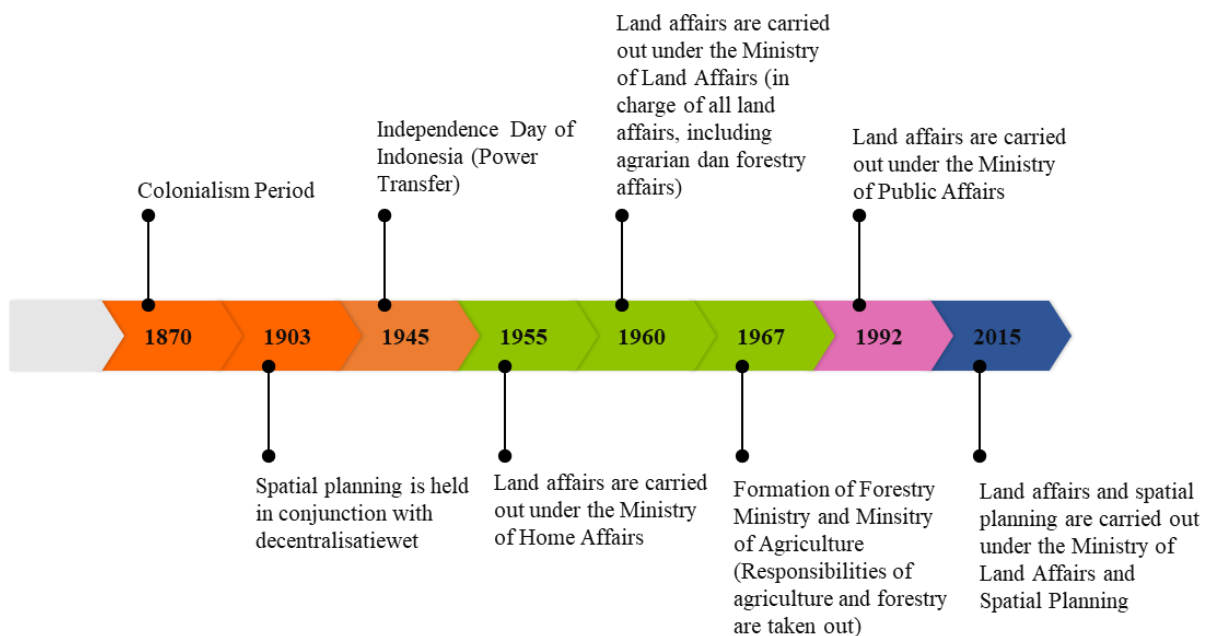 Colonialism Period
Independence Day of
Indonesia (Power
Transfer)
Land affairs are carried
out under the Ministry
of Land Affairs (in
charge of all land
affairs, including
agrarian dan forestry
affairs)
Land affairs are carried
out under the Ministry
of Public Affairs
1870
1903
1945
1955
1960
1967
1992
2015
Spatial planning is held
in conjunction with
decentralisatiewet
Land affairs are carried
out under the Ministry
of Home Affairs
Formation of Forestry
Ministry and Minsitry
of Agriculture
(Responsibilities of
agriculture and forestry
are taken out)
Land affairs and spatial
planning are carried out
under the Ministry of
Land Affairs and
Spatial Planning